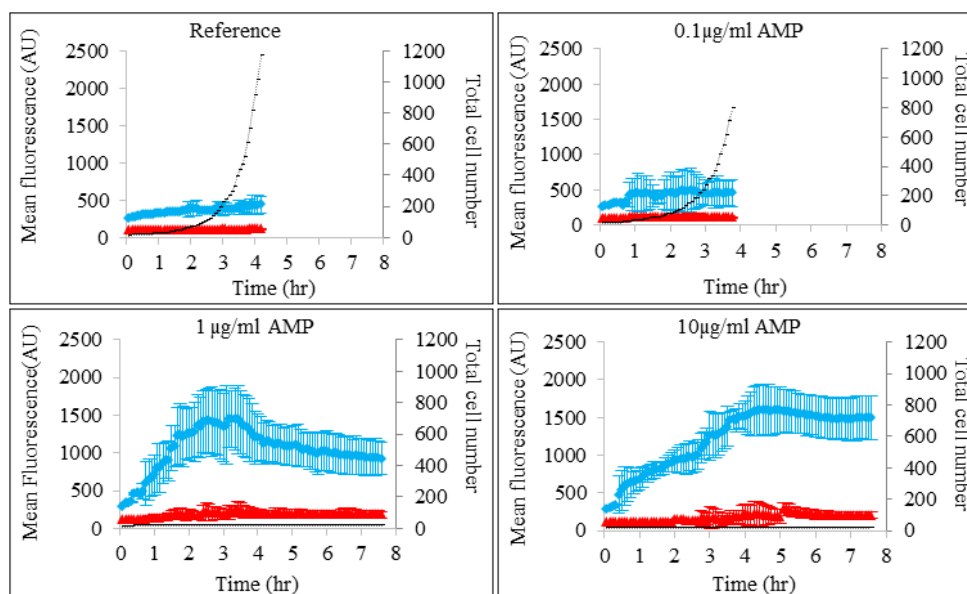 Reference
Mean fluorescence (AU)
2500
2000
1500
1000
500
0
0 1 2 3 4 5 6 7 8
Time (hr)
1200
1000
800
600
400
200
0
Total cell number
0.1µg/ml AMP
Mean fluorescence (AU)
2500
2000
1500
1000
500
0
0 1 2 3 4 5 6 7 8
Time (hr)
1200
1000
800
600
400
200
0
Total cell number
1 µg/ml AMP
Mean Fluorescence(AU)
2500
2000
1500
1000
500
0
0 1 2 3 4 5 6 7 8
Time (hr)
1200
1000
800
600
400
200
0
Total cell number
10µg/ml AMP
Mean fluorescence (AU)
2500
2000
1500
1000
500
0
0 1 2 3 4 5 6 7 8
Time (hr)
1200
1000
800
600
400
200
0
Total cell number